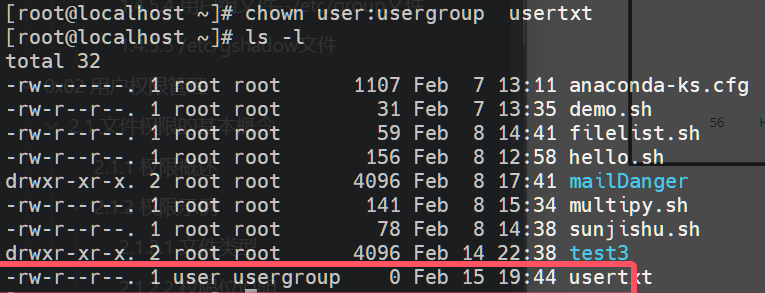 [root@localhost ~]# chown user:usergroup  usertxt
[root@localhost ~]# ls -l
total 32
-rw-------. 1 root root      1107 Feb  7 13:11 anaconda-ks.cfg
-rw-r--r--. 1 root root        31 Feb  7 13:35 demo.sh
-rw-r--r--. 1 root root        59 Feb  8 14:41 filelist.sh
-rw-r--r--. 1 root root       156 Feb  8 12:58 hello.sh
drwxr-xr-x. 2 root root      4096 Feb  8 17:41 mailDanger
-rw-r--r--. 1 root root       141 Feb  8 15:34 multipy.sh
-rw-r--r--. 1 root root        78 Feb  8 14:38 sunjishu.sh
drwxr-xr-x. 2 root root      4096 Feb 14 22:38 test3
-rw-r--r--. 1 user usergroup    0 Feb 15 19:44 usertxt
56